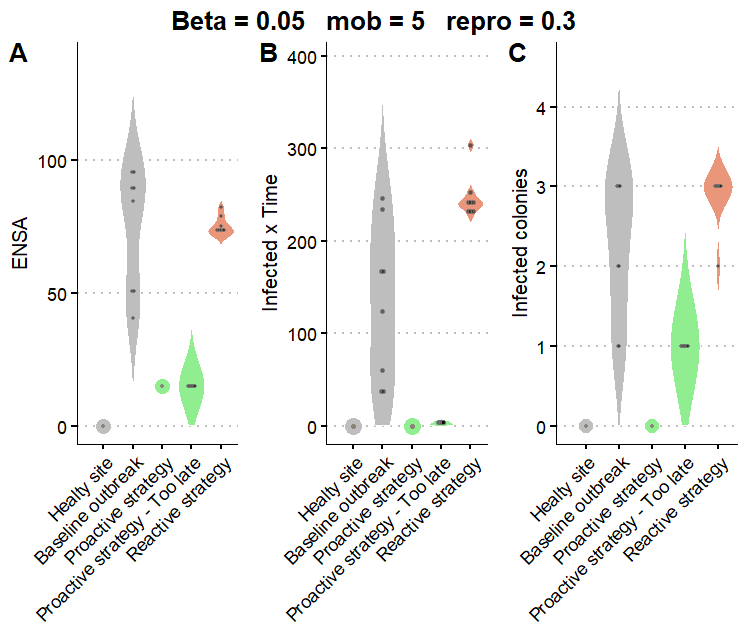 Beta = 0.05   mob = 5   repro = 0.3
A
ENSA
100
50
0
Healty site
Baseline outbreak
Proactive strategy
Proactive strategy - Too late
Reactive strategy
B
Infected x Time
400
300
200
100
0
Healty site
Baseline outbreak
Proactive strategy
Proactive strategy - Too late
Reactive strategy
C
Infected colonies
4
3
2
1
0
Healty site
Baseline outbreak
Proactive strategy
Proactive strategy - Too late
Reactive strategy